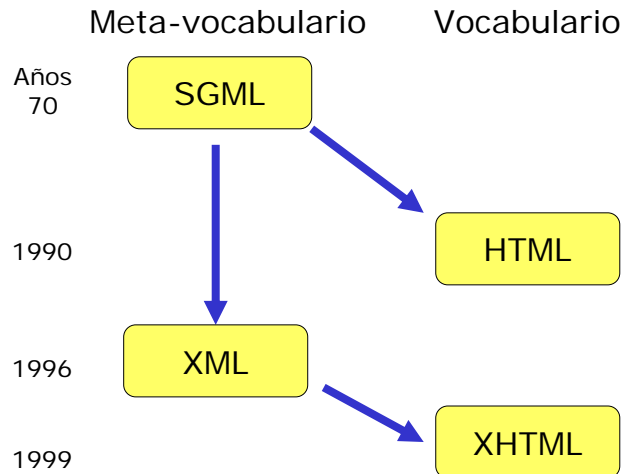 Meta-vocabulario Vocabulario
Años
70
SGML
1990
HTML
1996
XML
1999
XHTML